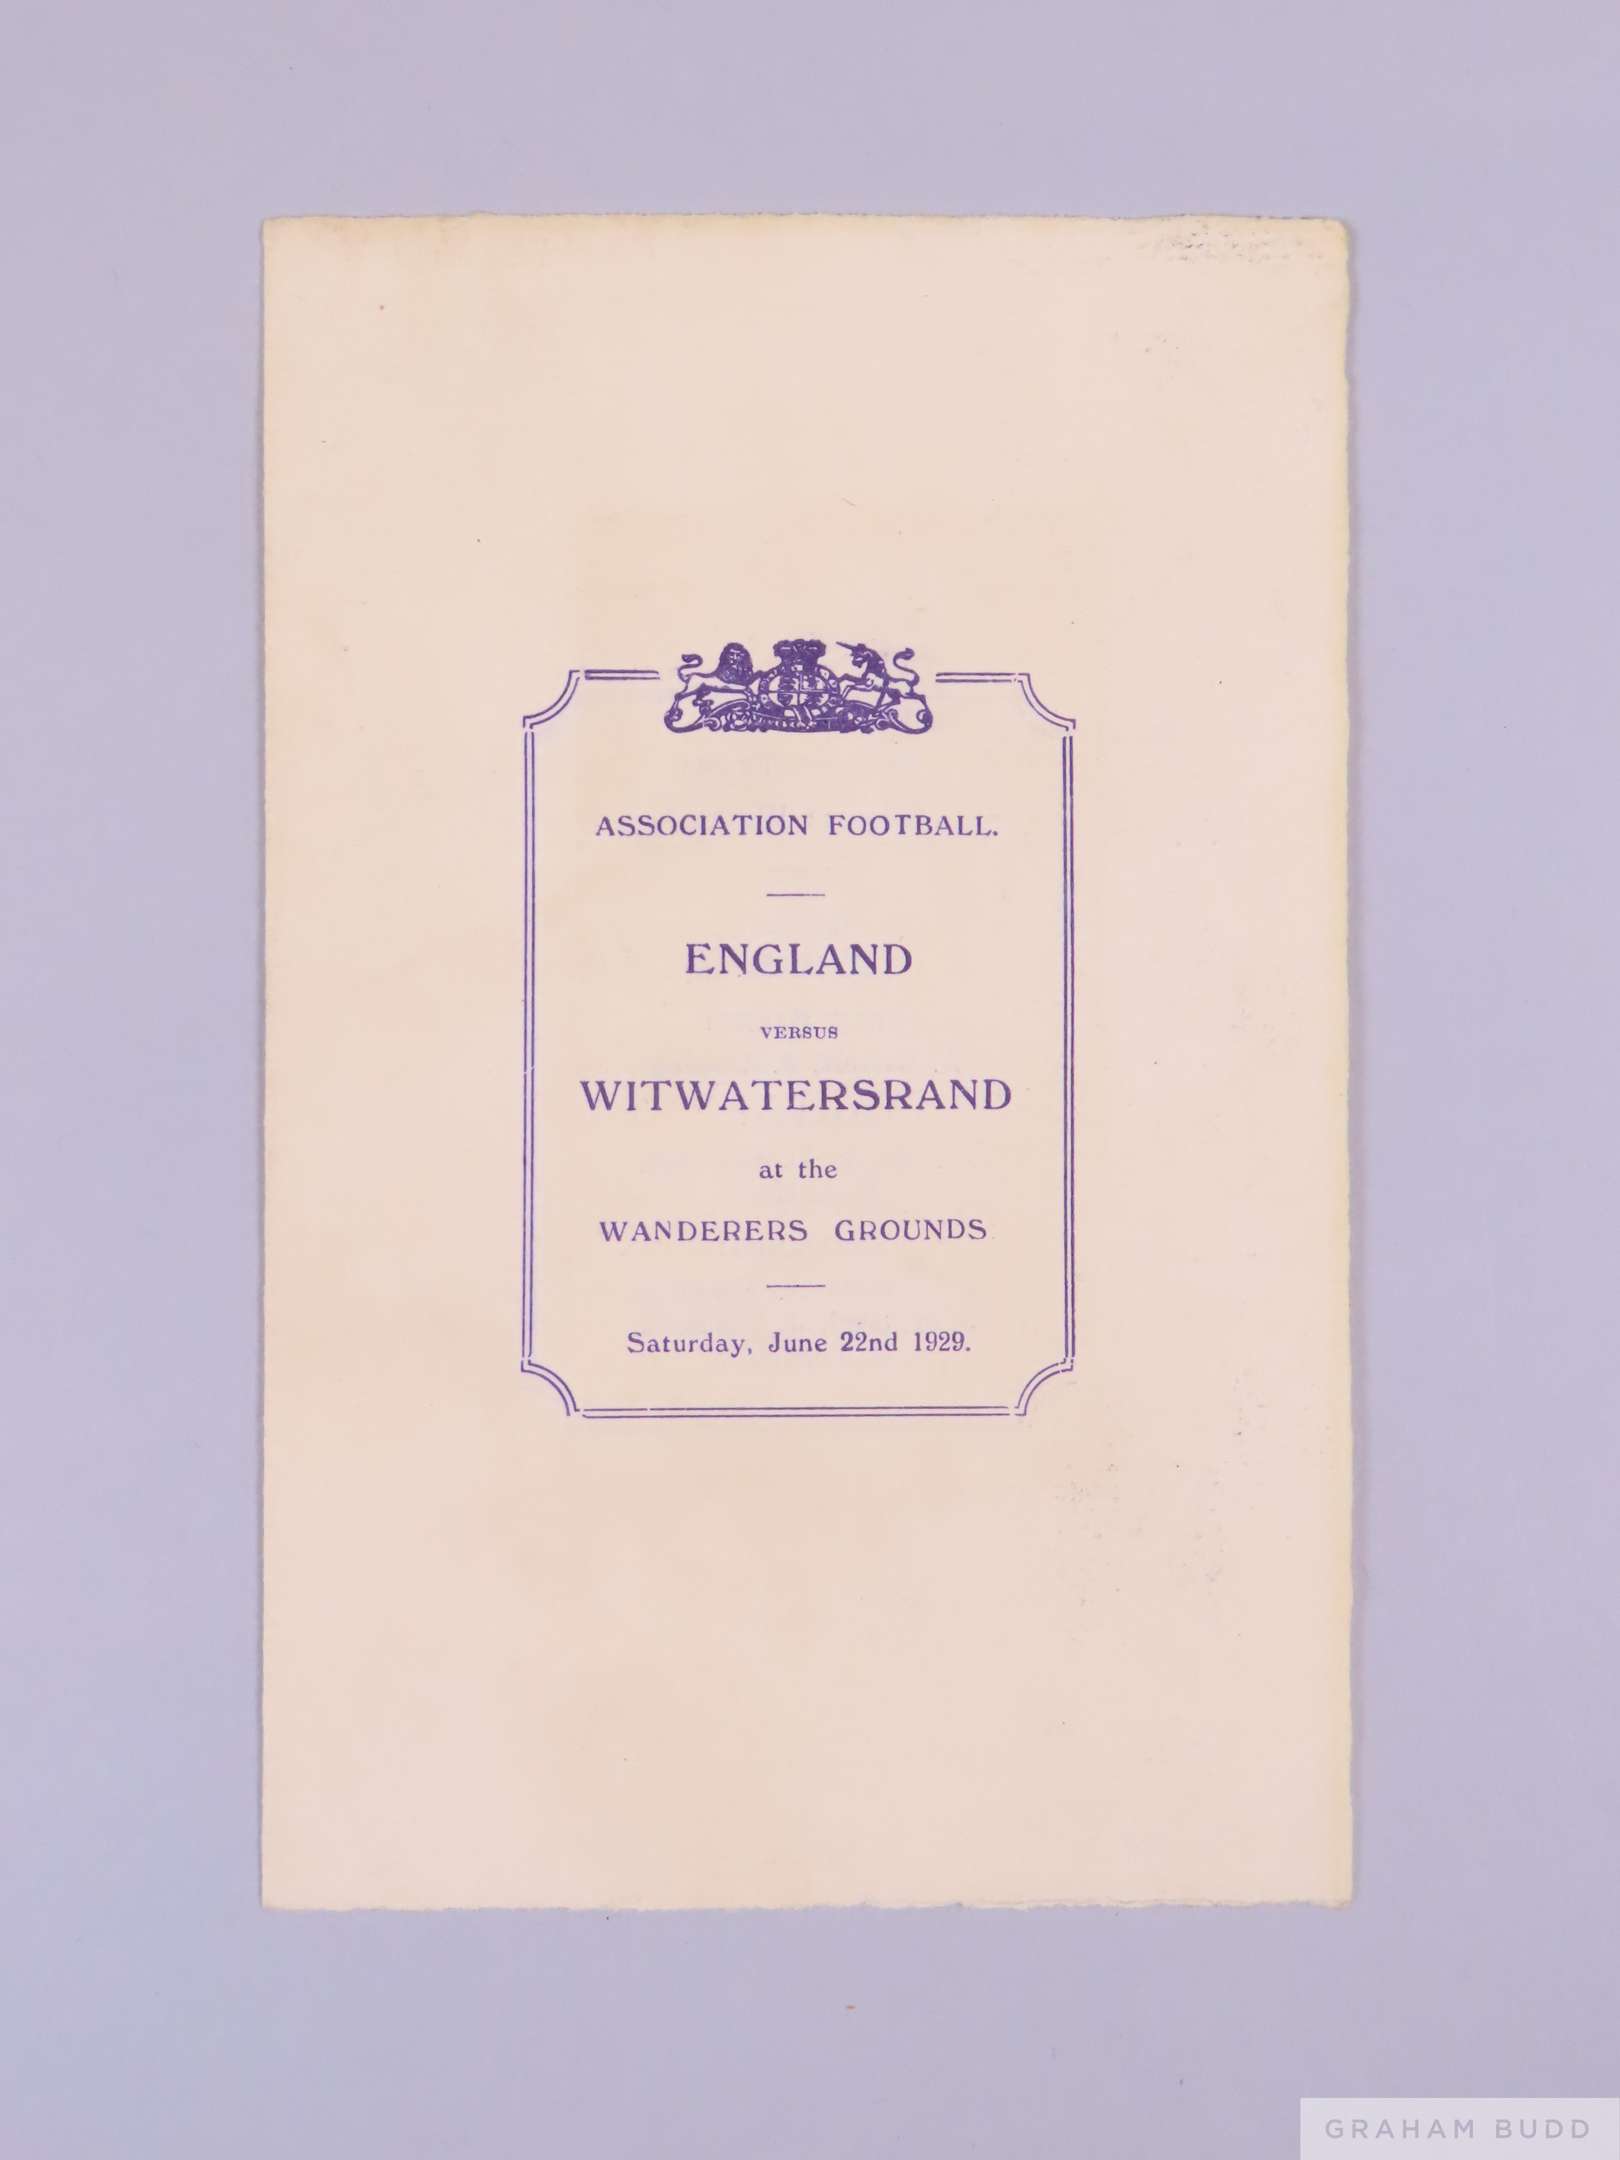 ASSOCIATION FOOTBALL.
ENGLAND
VERSUS
WITWATERSRAND
at the
WANDERERS GROUNDS
Saturday, June 22nd 1929.
GRAHAM BUDD